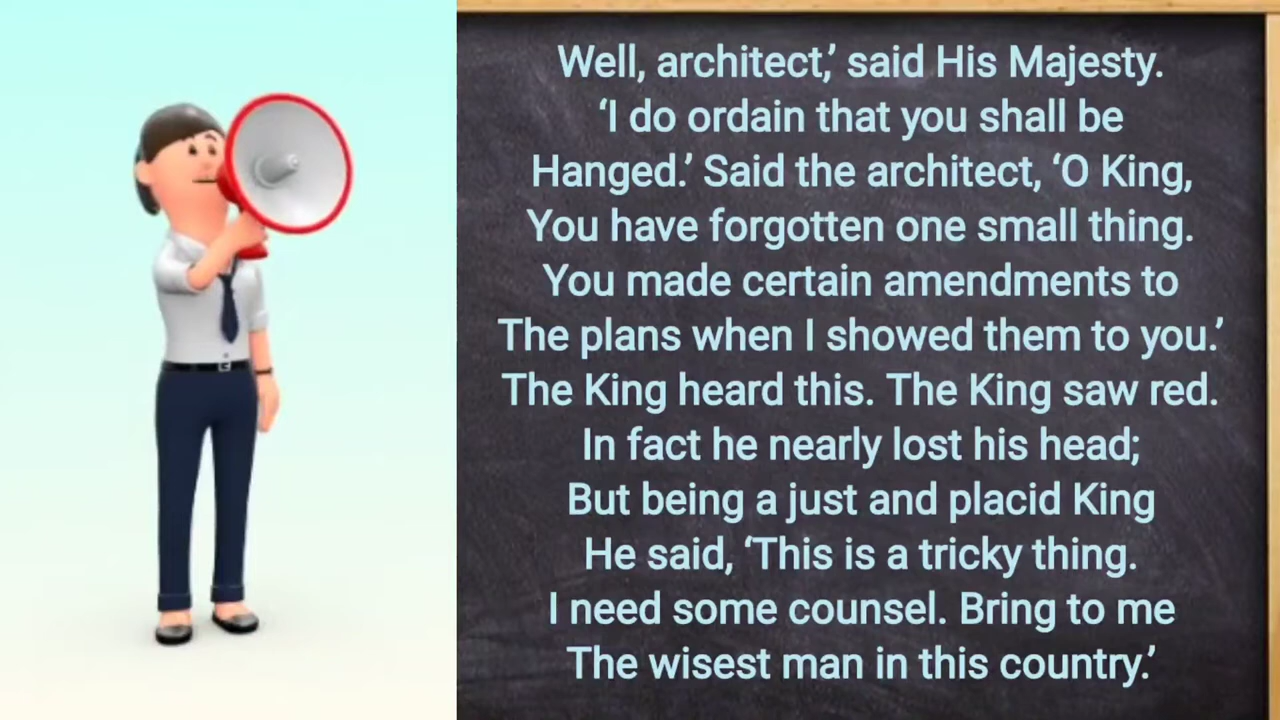 Well, architect,’ said His Majesty.
‘I do ordain that you shall be
Hanged.’ Said the architect, ‘O King,
You have forgotten one small thing.
You made certain amendments to
The plans when I showed them to you.’
The King heard this. The King saw red.
In fact he nearly lost his head;
But being a just and placid King
He said, ‘This is a tricky thing.
I need some counsel. Bring to me
The wisest man in this country.’